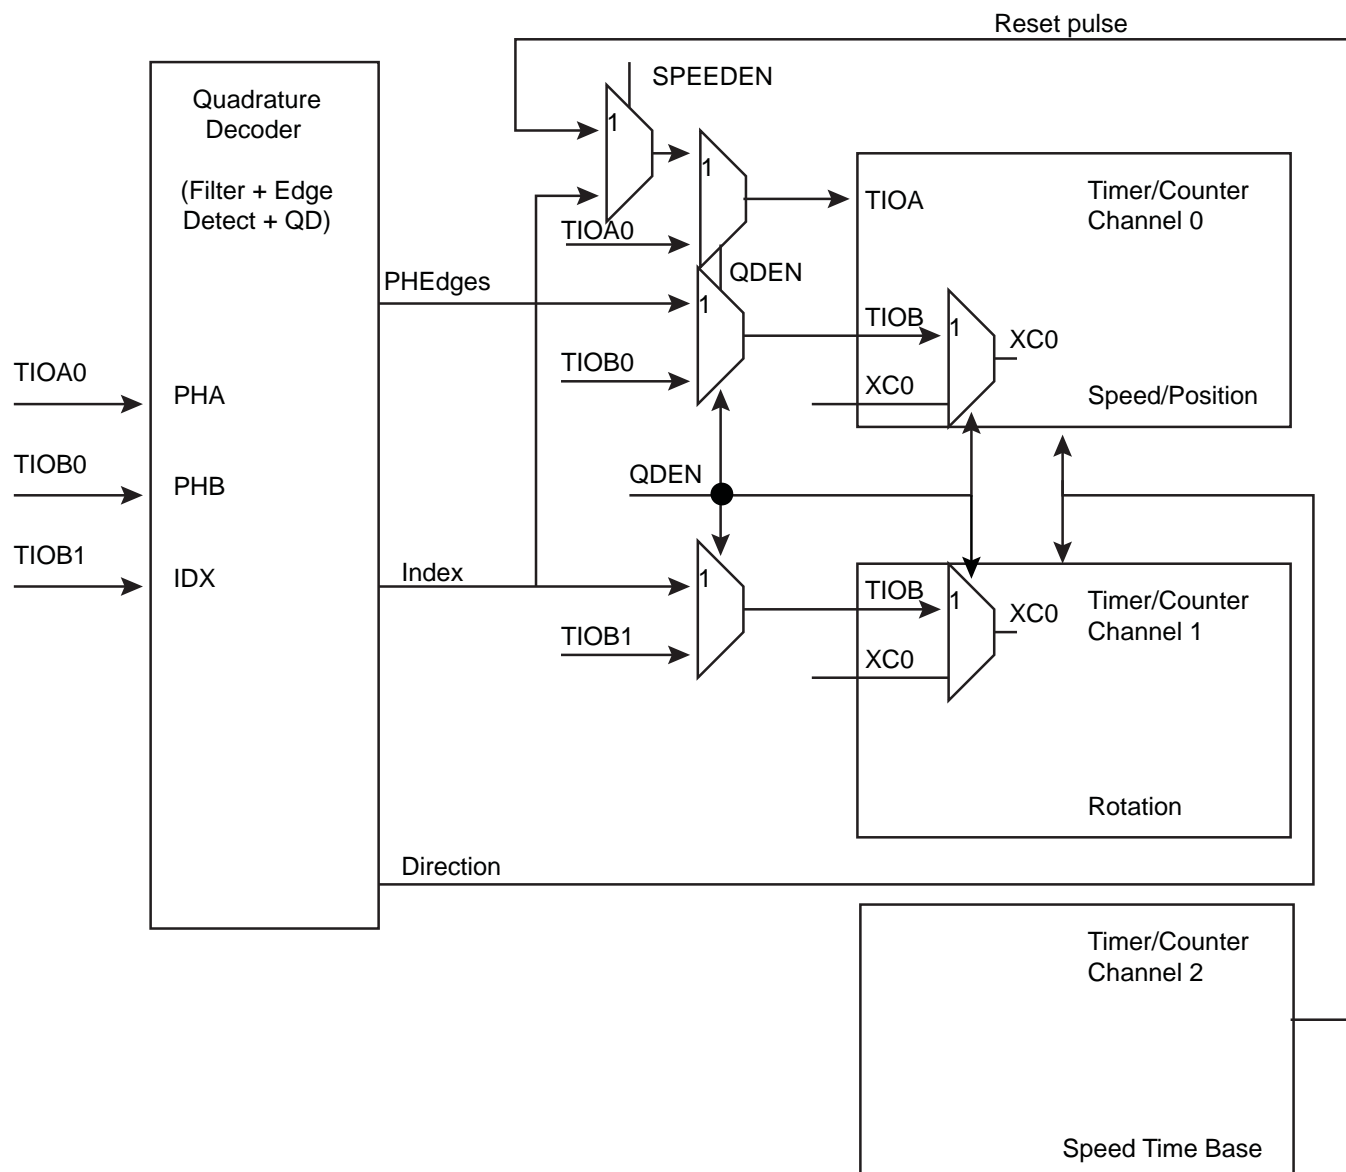 Reset pulse
SPEEDEN
Quadrature
Decoder
(Filter + Edge
Detect + QD)
1
1
TIOA
Timer/Counter
Channel 0
TIOA0
QDEN
PHEdges
1
TIOB
1
XC0
TIOB0
XC0
Speed/Position
TIOA0
PHA
TIOB0
PHB
QDEN
TIOB1
IDX
Index
1
TIOB
1
XC0
Timer/Counter
Channel 1
TIOB1
XC0
Rotation
Direction
Timer/Counter
Channel 2
Speed Time Base